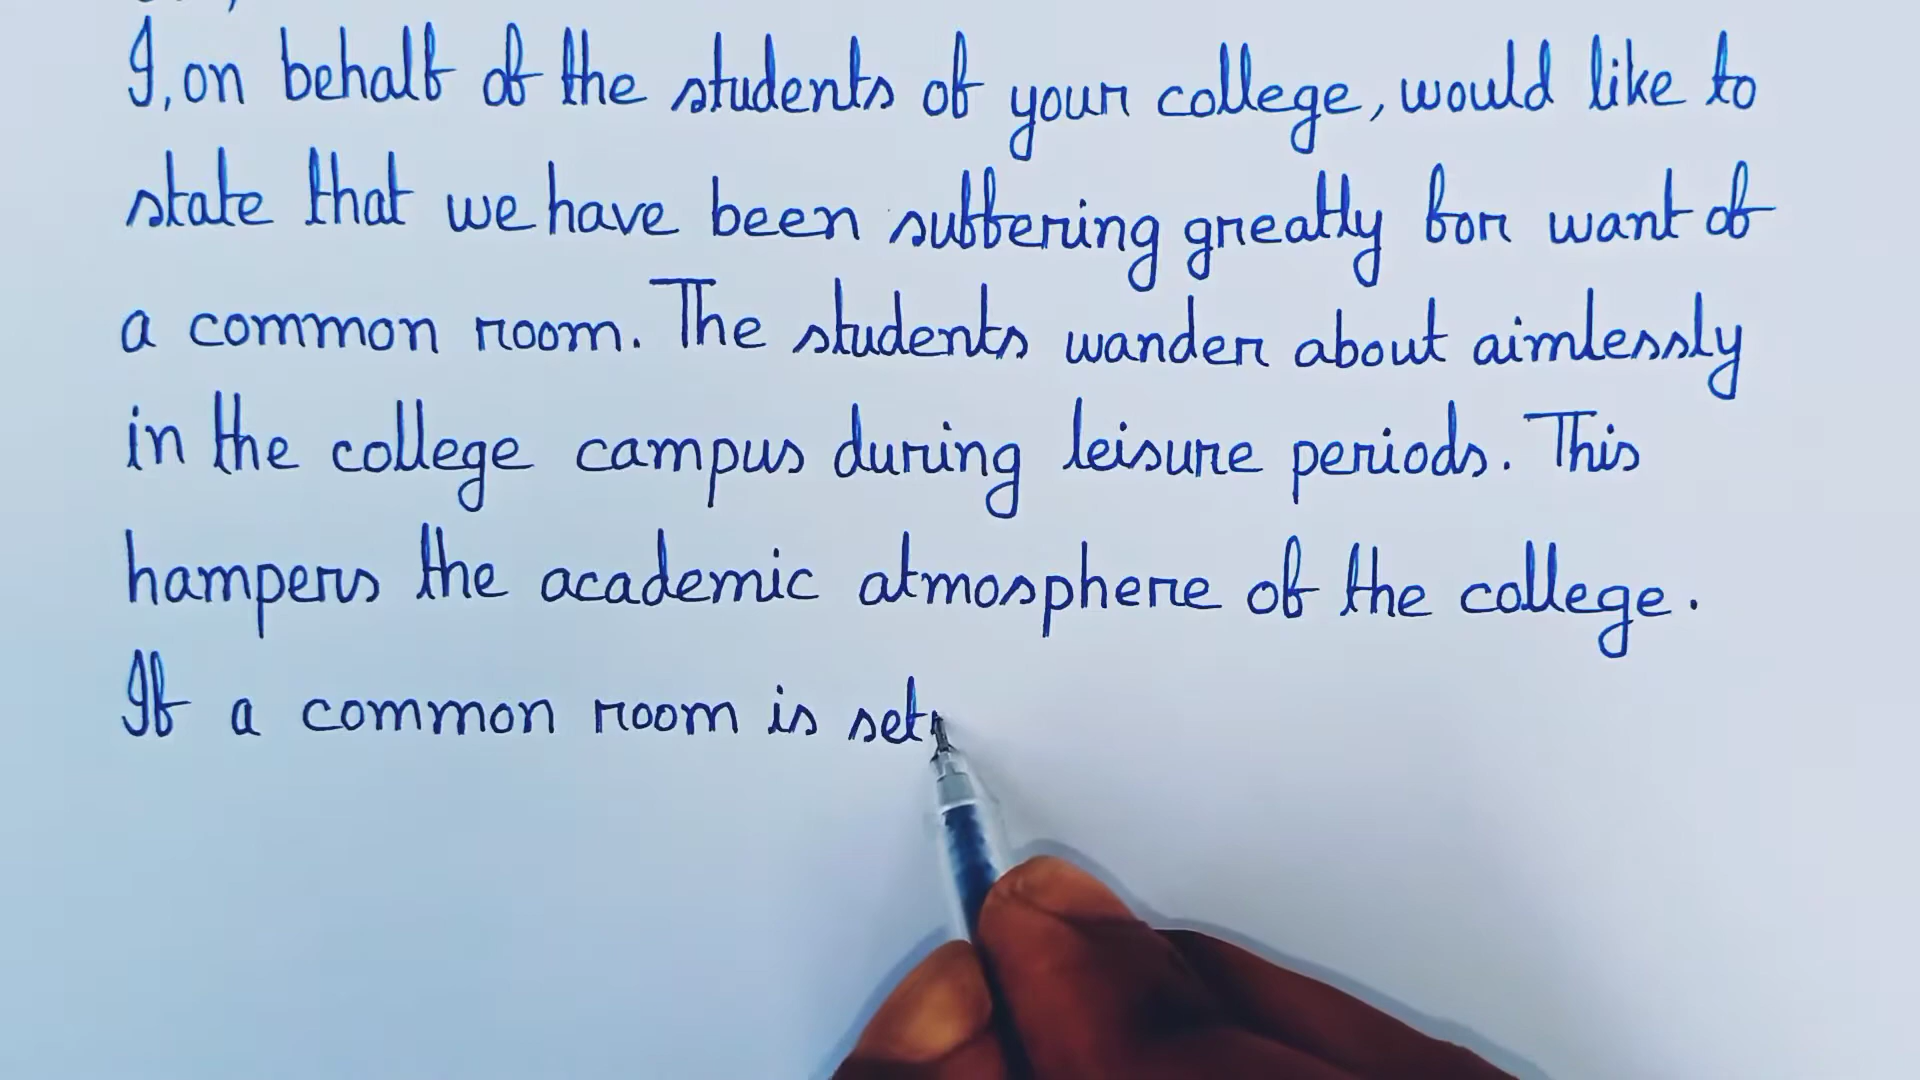 I, on behalf of the students of your college, would like to
state that we have been suffering greatly for want of
a common room. The students wander about aimlessly
in the college campus during leisure periods. This
hampers the academic atmosphere of the college.
If a common room is set